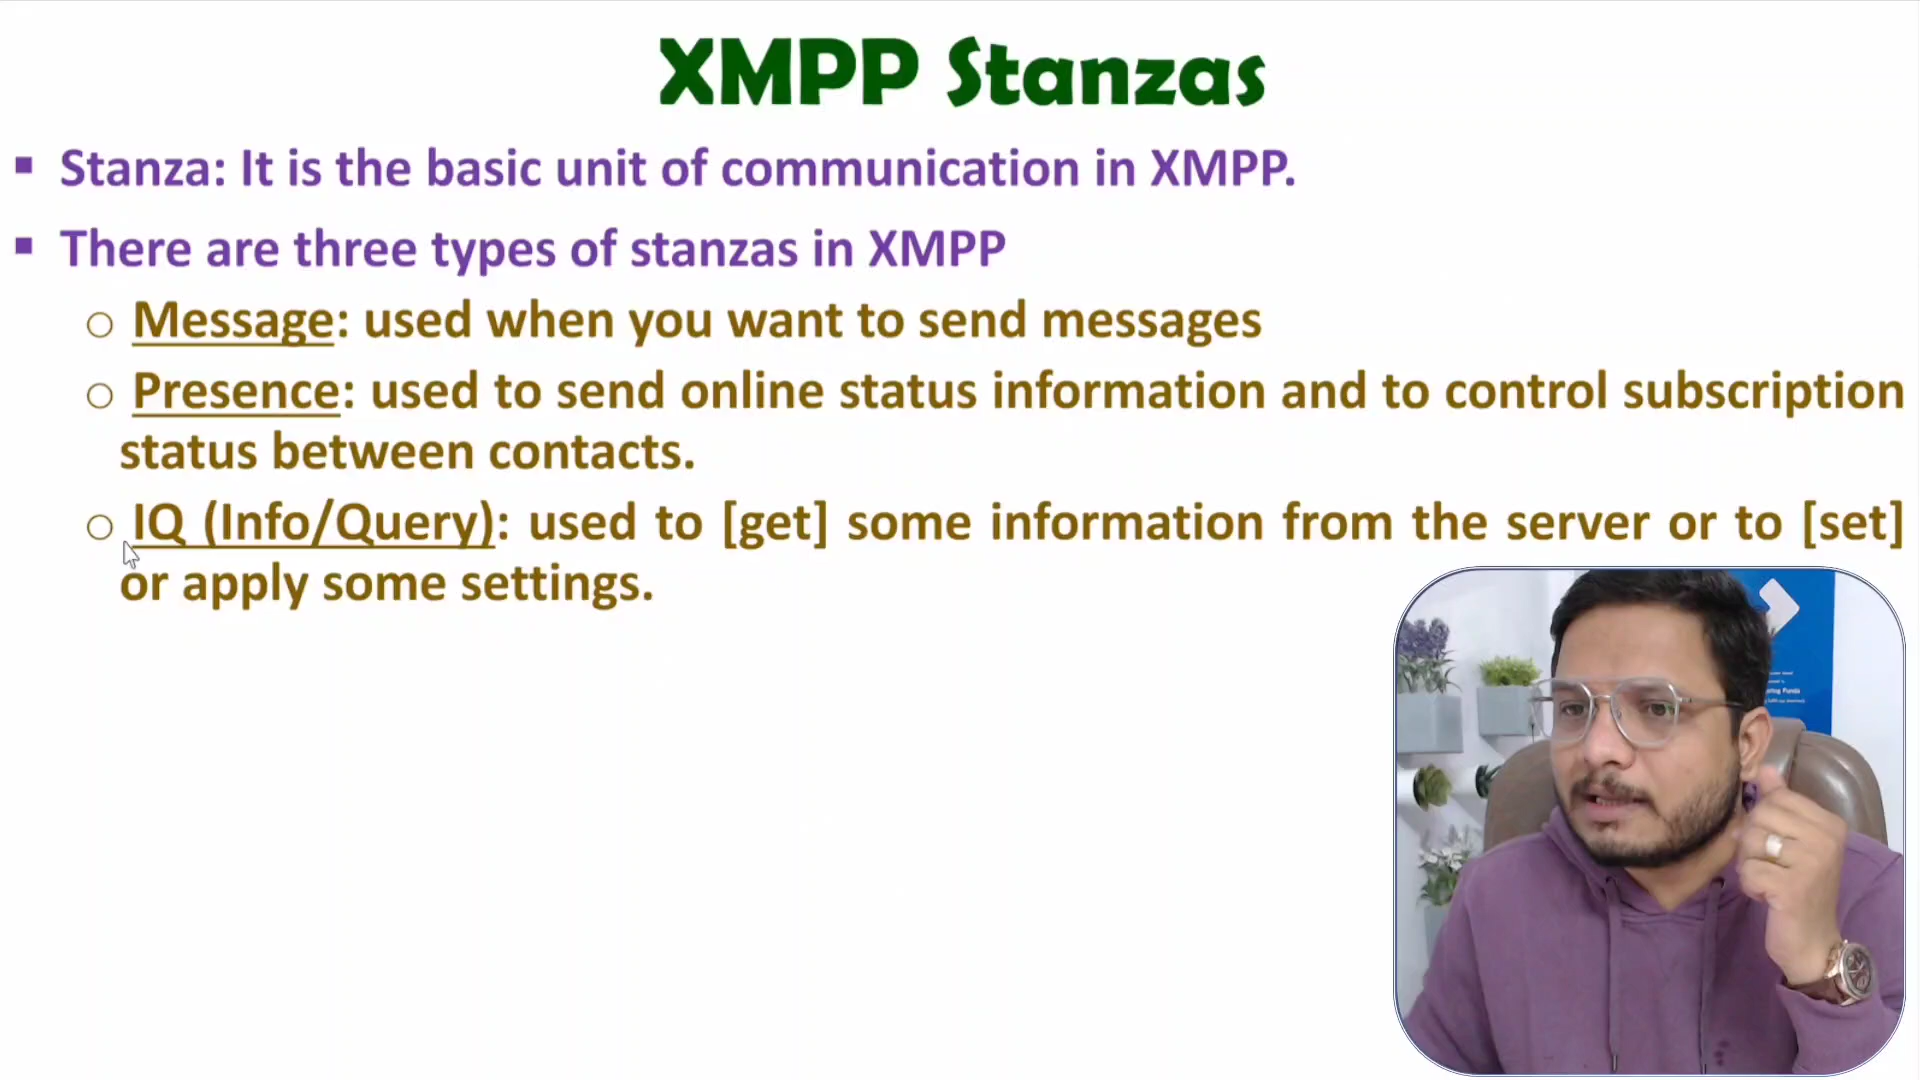 XMPP Stanzas
▪ Stanza: It is the basic unit of communication in XMPP.
▪ There are three types of stanzas in XMPP
○ Message: used when you want to send messages
○ Presence: used to send online status information and to control subscription
status between contacts.
○ IQ (Info/Query): used to [get] some information from the server or to [set]
or apply some settings.